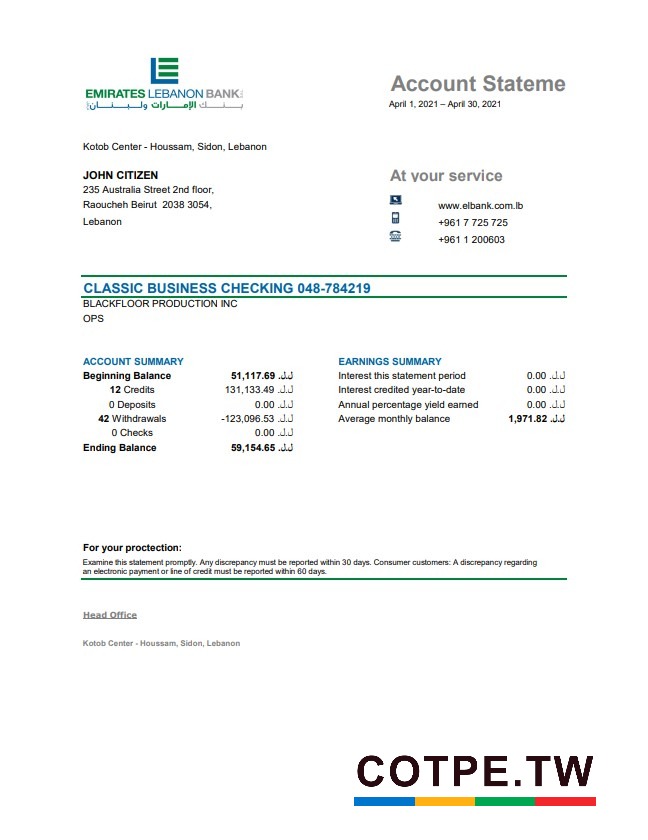 EMIRATES LEBANON BANK
بنك الإمارات ولبنان
Account Stateme
April 1, 2021 – April 30, 2021
Kotob Center - Houssam, Sidon, Lebanon
JOHN CITIZEN
235 Australia Street 2nd floor,
Raoucheh Beirut 2038 3054,
Lebanon
At your service
www.elbank.com.lb
+961 7 725 725
+961 1 200603
CLASSIC BUSINESS CHECKING 048-784219
BLACKFLOOR PRODUCTION INC
OPS
ACCOUNT SUMMARY
Beginning Balance 51,117.69 ل.ل.
12 Credits 131,133.49 ل.ل.
0 Deposits 0.00 ل.ل.
42 Withdrawals -123,096.53 ل.ل.
0 Checks 0.00 ل.ل.
Ending Balance 59,154.65 ل.ل.
EARNINGS SUMMARY
Interest this statement period 0.00 ل.ل.
Interest credited year-to-date 0.00 ل.ل.
Annual percentage yield earned 0.00 ل.ل.
Average monthly balance 1,971.82 ل.ل.
For your proctection:
Examine this statement promptly. Any discrepancy must be reported within 30 days. Consumer customers: A discrepancy regarding
an electronic payment or line of credit must be reported within 60 days.
Head Office
Kotob Center - Houssam, Sidon, Lebanon
COTPE.TW